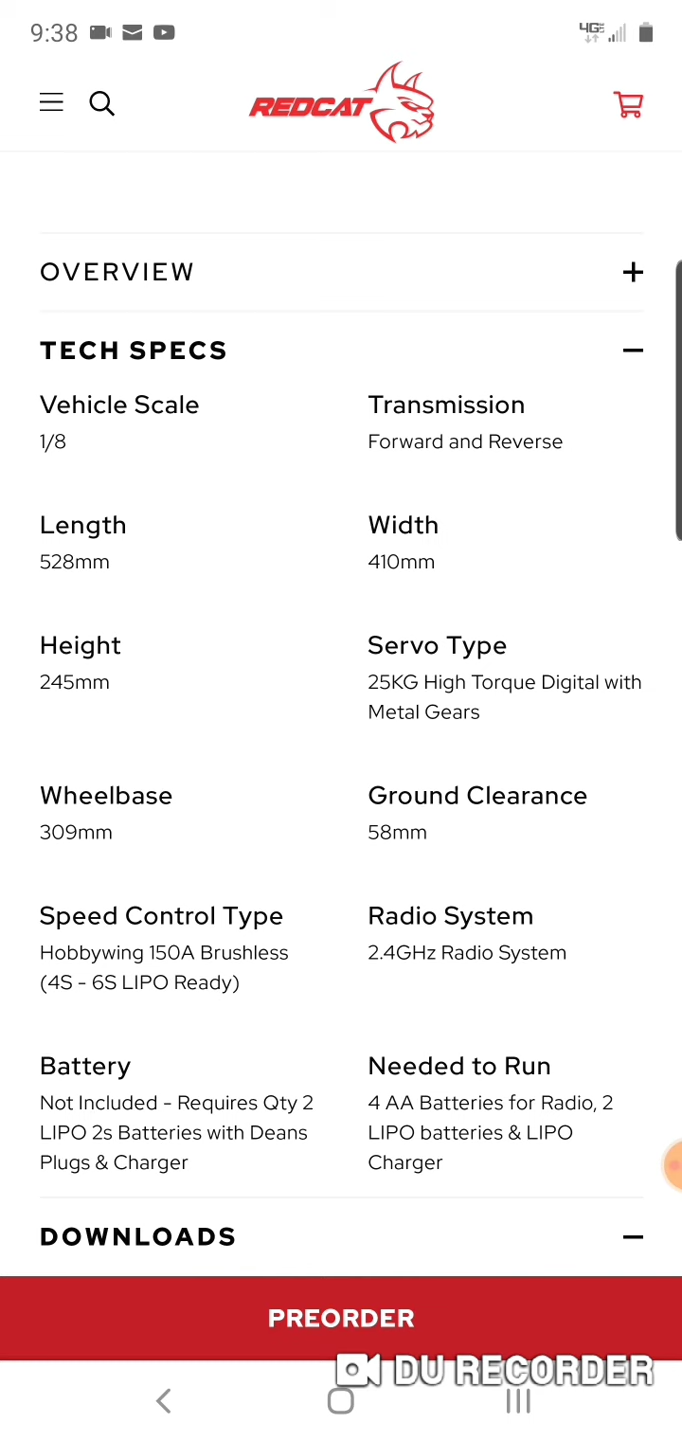 9:38
4GE
REDCAT
OVERVIEW
TECH SPECS
Vehicle Scale
1/8
Transmission
Forward and Reverse
Length
528mm
Width
410mm
Height
245mm
Servo Type
25KG High Torque Digital with
Metal Gears
Wheelbase
309mm
Ground Clearance
58mm
Speed Control Type
Hobbywing 150A Brushless
(4S - 6S LIPO Ready)
Radio System
2.4GHz Radio System
Battery
Not Included - Requires Qty 2
LIPO 2s Batteries with Deans
Plugs & Charger
Needed to Run
4 AA Batteries for Radio, 2
LIPO batteries & LIPO
Charger
DOWNLOADS
PREORDER
DU RECORDER